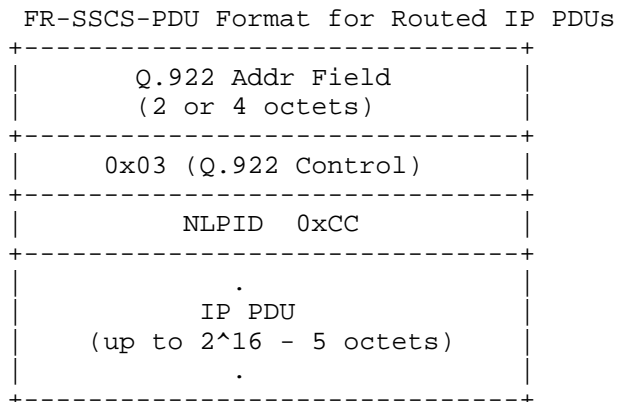 FR-SSCS-PDU Format for Routed IP PDUs
+-------------------------------+
|       Q.922 Addr Field        |
|       (2 or 4 octets)         |
+-------------------------------+
|     0x03 (Q.922 Control)      |
+-------------------------------+
|          NLPID  0xCC          |
+-------------------------------+
|              .                |
|           IP PDU              |
|    (up to 2^16 - 5 octets)    |
|              .                |
+-------------------------------+